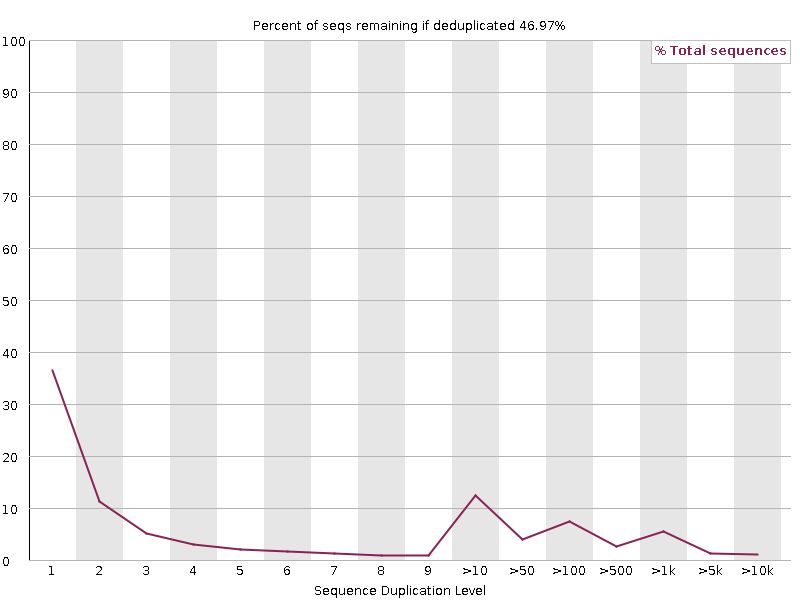 Percent of seqs remaining if deduplicated 46.97%
% Total sequences
100
90
80
70
60
50
40
30
20
10
0
1 2 3 4 5 6 7 8 9 >10 >50 >100 >500 >1k >5k >10k
Sequence Duplication Level